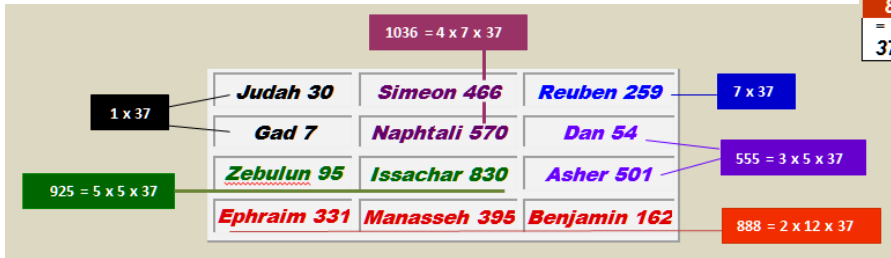 8
=
37
1036 = 4 x 7 x 37
Judah 30 Simeon 466 Reuben 259
7 x 37
1 x 37
Gad 7 Naphtali 570 Dan 54
555 = 3 x 5 x 37
Zebulun 95 Issachar 830 Asher 501
925 = 5 x 5 x 37
Ephraim 331 Manasseh 395 Benjamin 162
888 = 2 x 12 x 37